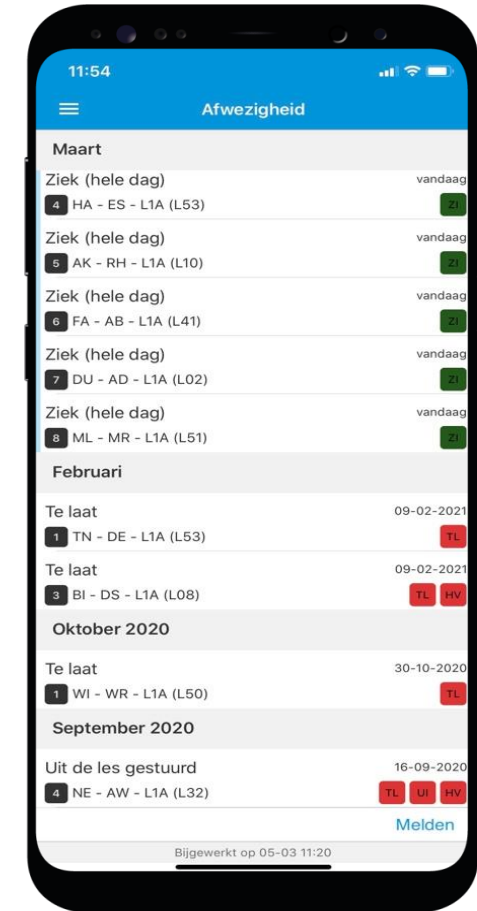 11:54
Afwezigheid
Maart
Ziek (hele dag) vandaag
4 HA - ES - L1A (L53) ZI
Ziek (hele dag) vandaag
5 AK - RH - L1A (L10) ZI
Ziek (hele dag) vandaag
6 FA - AB - L1A (L41) ZI
Ziek (hele dag) vandaag
7 DU - AD - L1A (L02) ZI
Ziek (hele dag) vandaag
8 ML - MR - L1A (L51) ZI
Februari
Te laat 09-02-2021
1 TN - DE - L1A (L53) TL
Te laat 09-02-2021
3 BI - DS - L1A (L08) TL HV
Oktober 2020
Te laat 30-10-2020
1 WI - WR - L1A (L50) TL
September 2020
Uit de les gestuurd 16-09-2020
4 NE - AW - L1A (L32) TL UI HV
Melden
Bijgewerkt op 05-03 11:20